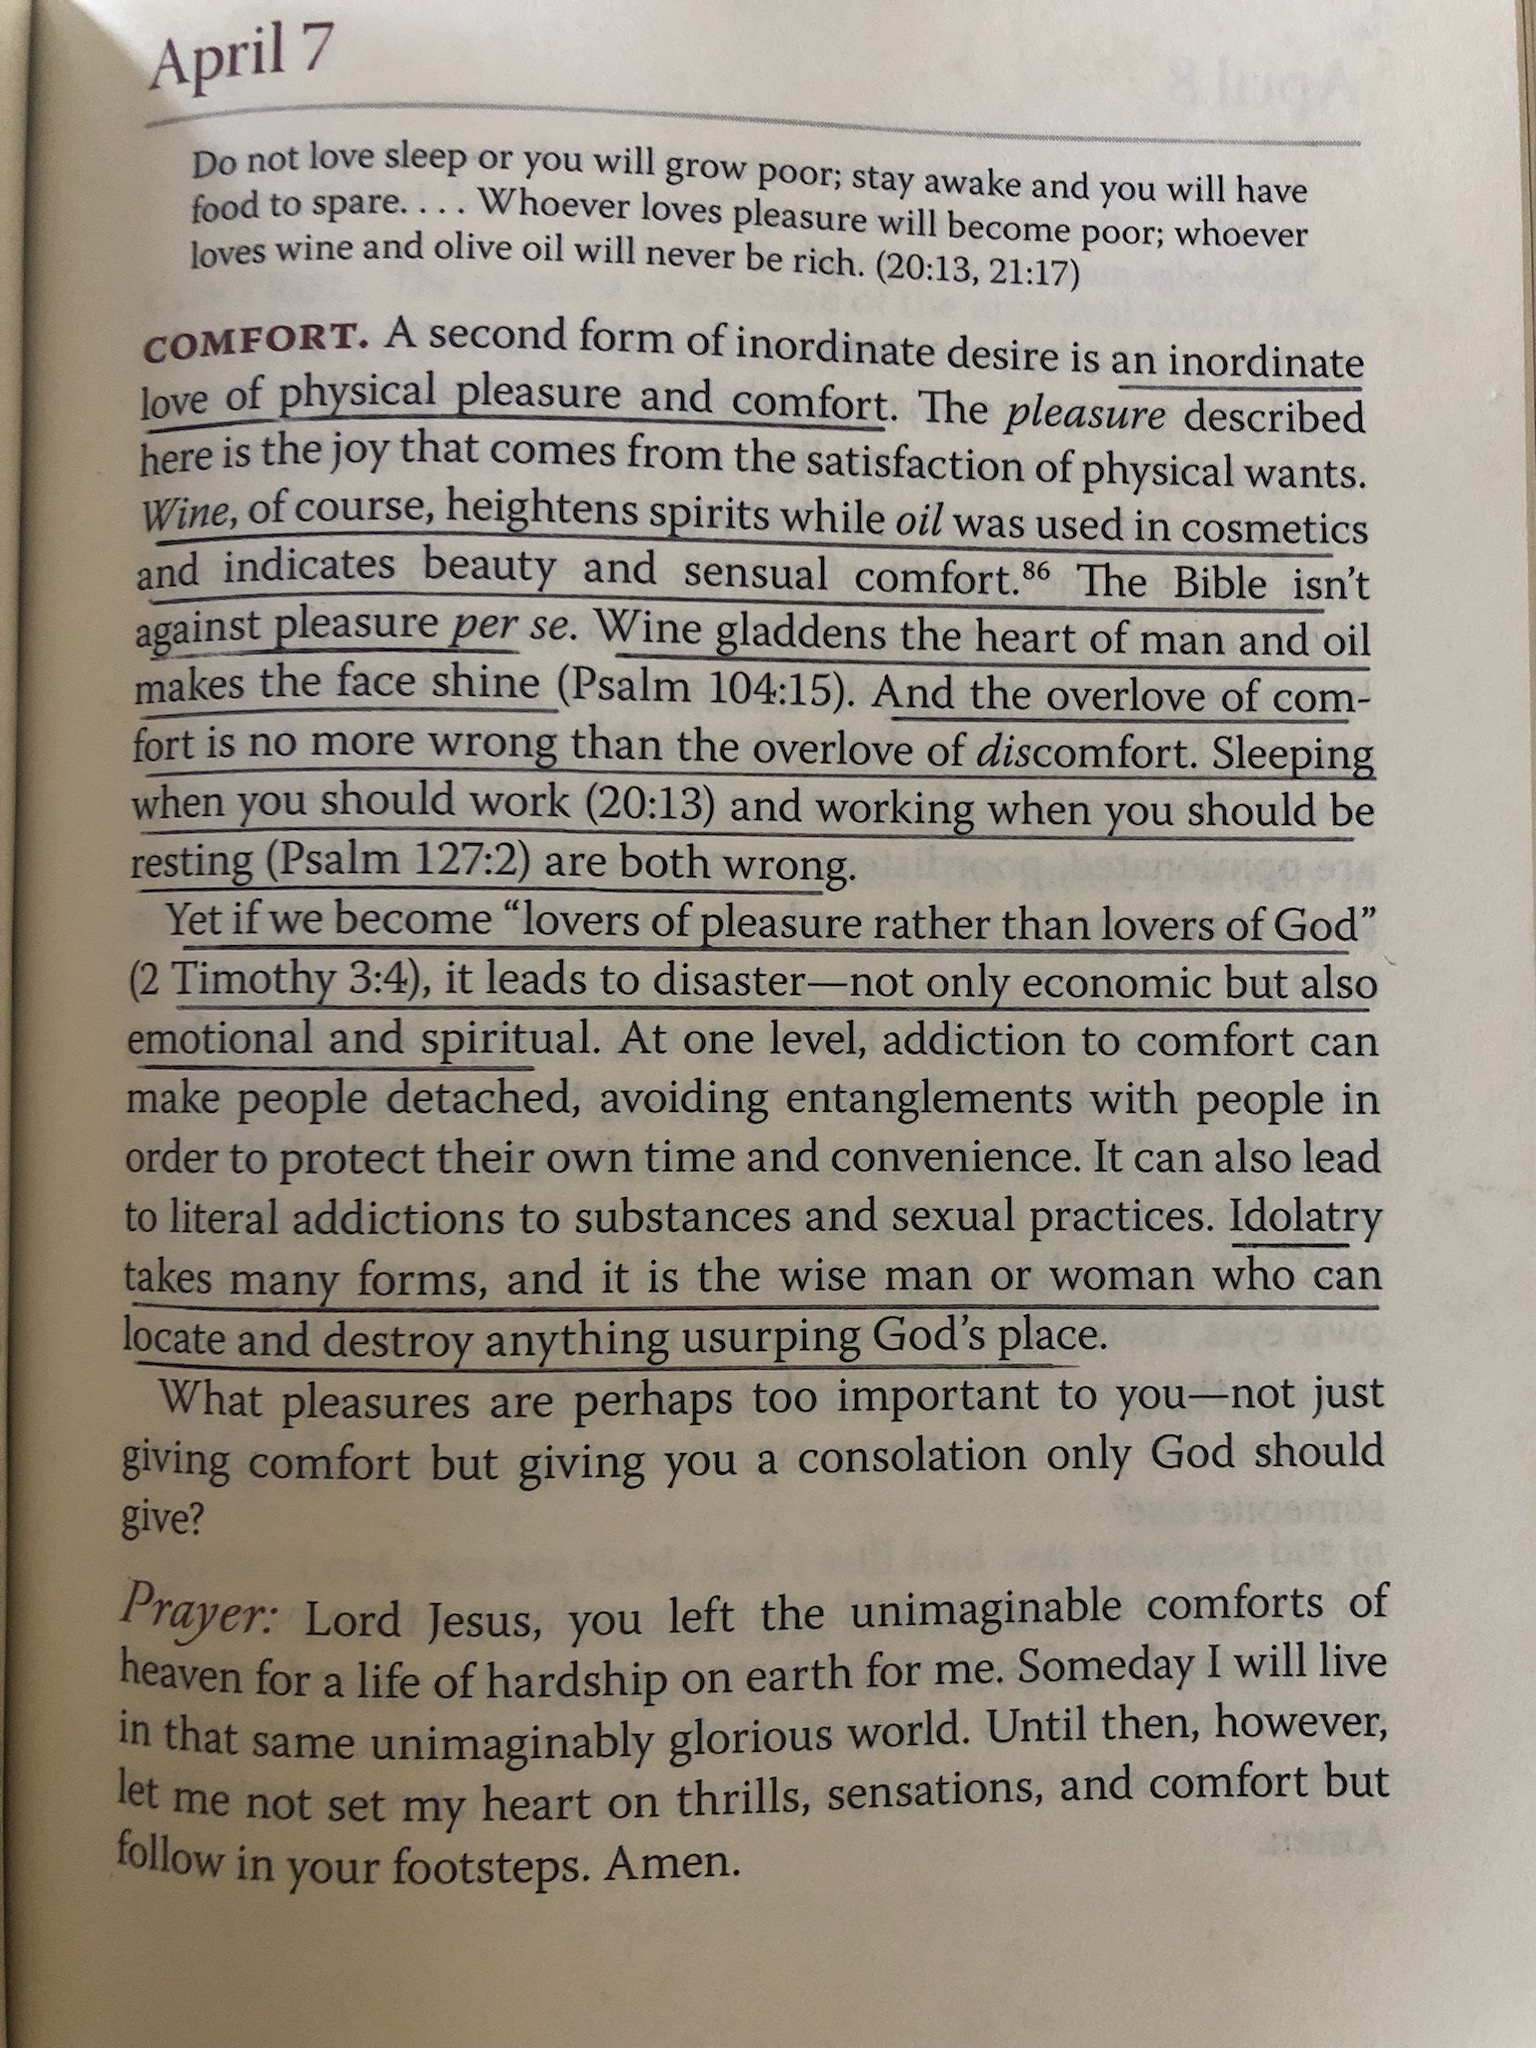 April 7
Do not love sleep or you will grow poor; stay awake and you will have
food to spare. . . . Whoever loves pleasure will become poor; whoever
loves wine and olive oil will never be rich. (20:13, 21:17)
COMFORT. A second form of inordinate desire is an inordinate
love of physical pleasure and comfort. The pleasure described
here is the joy that comes from the satisfaction of physical wants.
Wine, of course, heightens spirits while oil was used in cosmetics
and indicates beauty and sensual comfort.86 The Bible isn't
against pleasure per se. Wine gladdens the heart of man and oil
makes the face shine (Psalm 104:15). And the overlove of com-
fort is no more wrong than the overlove of discomfort. Sleeping
when you should work (20:13) and working when you should be
resting (Psalm 127:2) are both wrong.
Yet if we become “lovers of pleasure rather than lovers of God”
(2 Timothy 3:4), it leads to disaster—not only economic but also
emotional and spiritual. At one level, addiction to comfort can
make people detached, avoiding entanglements with people in
order to protect their own time and convenience. It can also lead
to literal addictions to substances and sexual practices. Idolatry
takes many forms, and it is the wise man or woman who can
locate and destroy anything usurping God's place.
What pleasures are perhaps too important to you—not just
giving comfort but giving you a consolation only God should
give?
Prayer: Lord Jesus, you left the unimaginable comforts of
heaven for a life of hardship on earth for me. Someday I will live
in that same unimaginably glorious world. Until then, however,
let me not set my heart on thrills, sensations, and comfort but
follow in your footsteps. Amen.